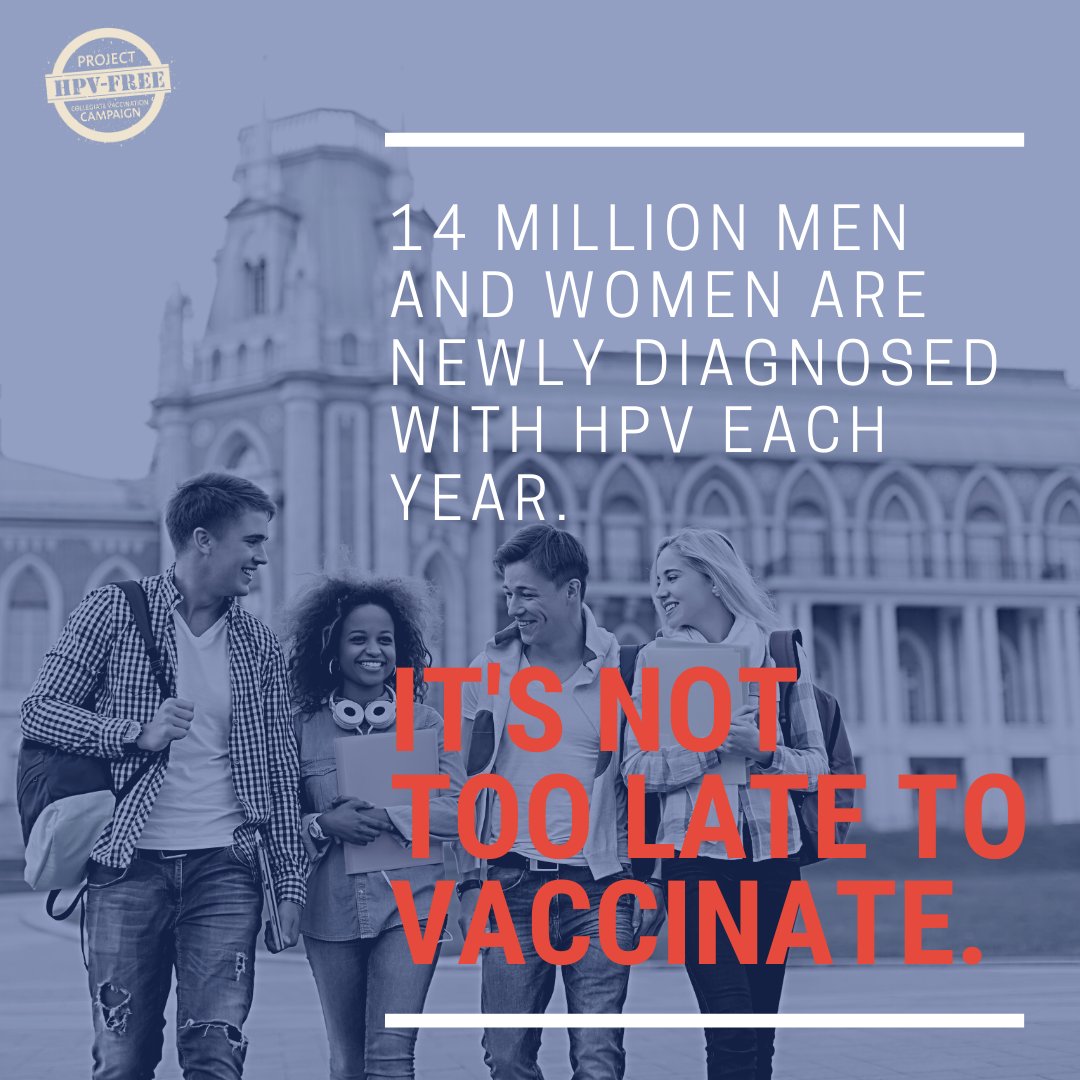 PROJECT
HPV-FREE
COLLEGIATE VACCINATION
CAMPAIGN
14 MILLION MEN
AND WOMEN ARE
NEWLY DIAGNOSED
WITH HPV EACH
YEAR.
IT'S NOT
TOO LATE TO
VACCINATE.